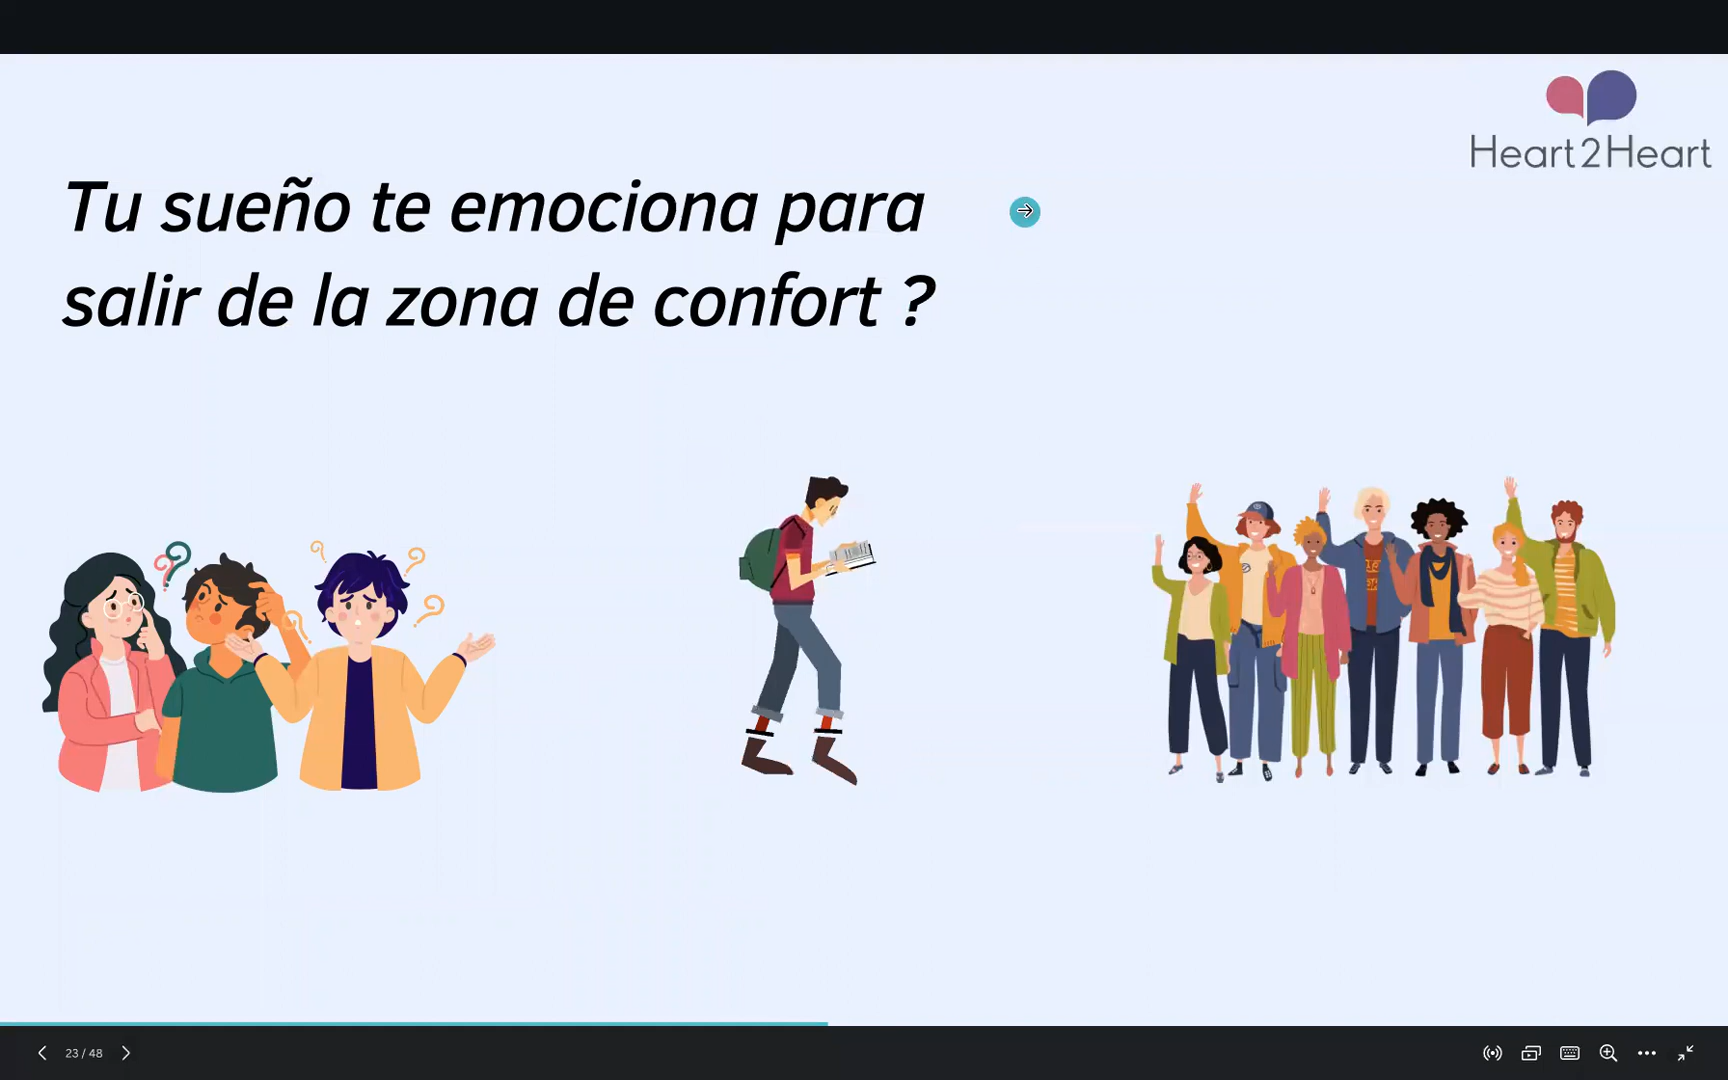 Heart2Heart
Tu sueño te emociona para
salir de la zona de confort ?
23 / 48